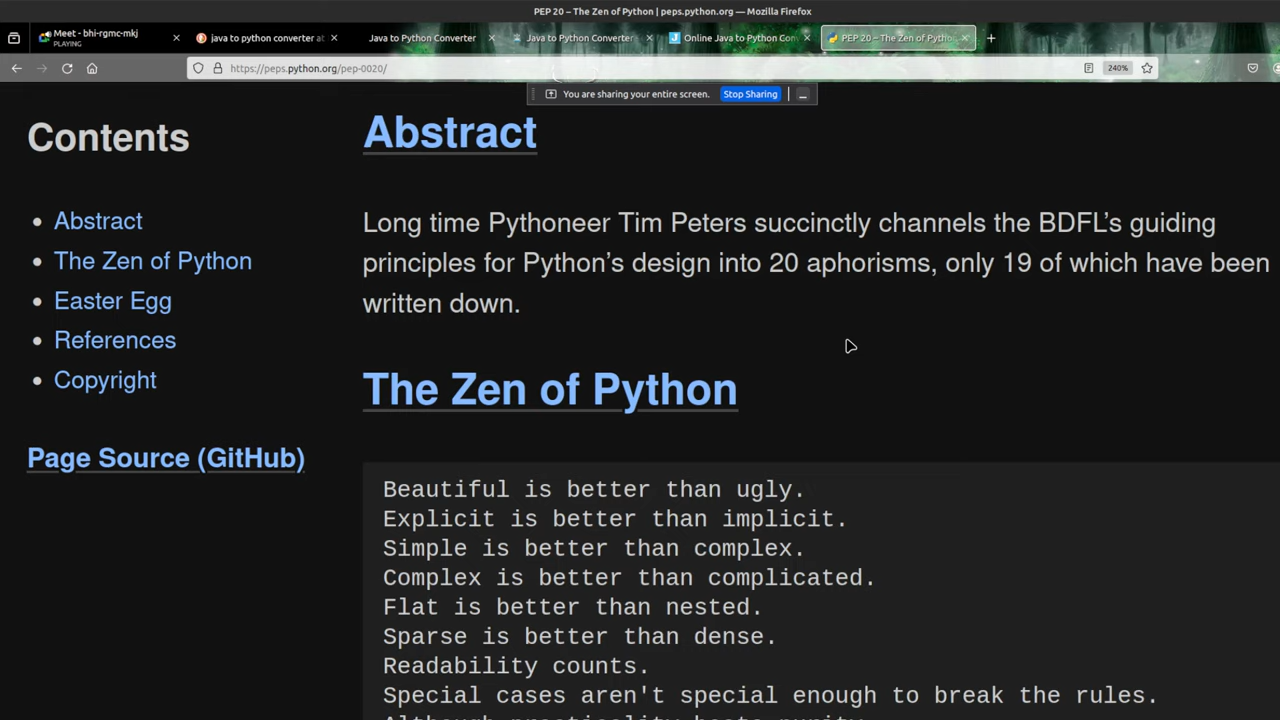 PEP 20 – The Zen of Python | peps.python.org — Mozilla Firefox
Meet - bhi-rgmc-mkj
PLAYING
java to python converter at
Java to Python Converter
Java to Python Converter
Online Java to Python Con
PEP 20 – The Zen of Python
https://peps.python.org/pep-0020/
240%
You are sharing your entire screen.
Stop Sharing
Contents
Abstract
The Zen of Python
Easter Egg
References
Copyright
Page Source (GitHub)
Abstract
Long time Pythoneer Tim Peters succinctly channels the BDFL’s guiding
principles for Python’s design into 20 aphorisms, only 19 of which have been
written down.
The Zen of Python
Beautiful is better than ugly.
Explicit is better than implicit.
Simple is better than complex.
Complex is better than complicated.
Flat is better than nested.
Sparse is better than dense.
Readability counts.
Special cases aren't special enough to break the rules.
Although practicality beats purity.